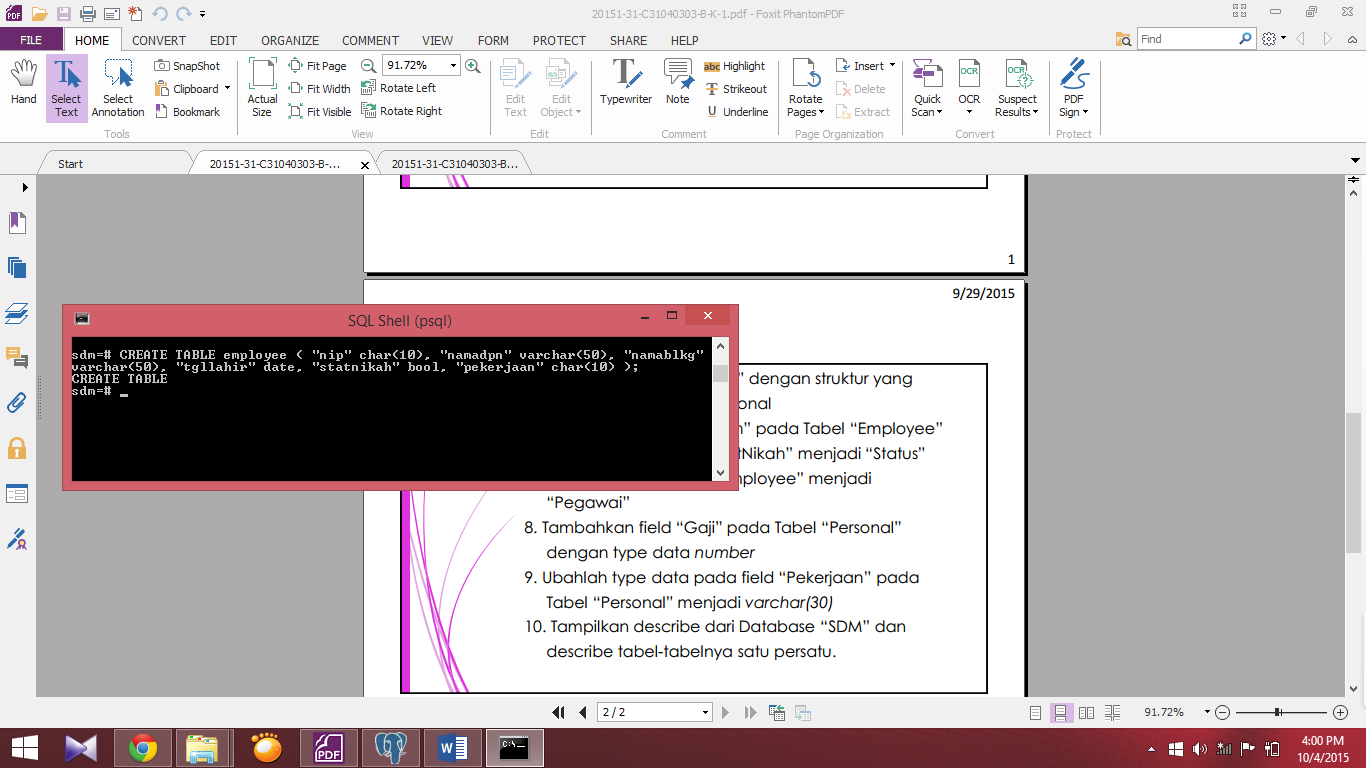 20151-31-C31040303-B-K-1.pdf - Foxit PhantomPDF
FILE HOME CONVERT EDIT ORGANIZE COMMENT VIEW FORM PROTECT SHARE HELP
Find
Hand
Select Text
Select Annotation
SnapShot
Clipboard
Bookmark
Tools
Actual Size
Fit Page
Fit Width
Fit Visible
91.72%
Rotate Left
Rotate Right
View
Edit Text
Edit Object
Edit
Typewriter
Note
abc Highlight
Strikeout
Underline
Comment
Rotate Pages
Insert
Delete
Extract
Page Organization
Quick Scan
OCR
OCR
OCR
Suspect Results
Convert
PDF Sign
Protect
Start
20151-31-C31040303-B-...
20151-31-C31040303-B...
1
9/29/2015
SQL Shell (psql)
sdm=# CREATE TABLE employee ( "nip" char(10), "namadpn" varchar(50), "namablkg"
varchar(50), "tgllahir" date, "statnikah" bool, "pekerjaan" char(10) );
CREATE TABLE
sdm=# _
” dengan struktur yang
onal
” pada Tabel “Employee”
tNikah” menjadi “Status”
ployee” menjadi
“Pegawai”
8. Tambahkan field “Gaji” pada Tabel “Personal”
dengan type data number
9. Ubahlah type data pada field “Pekerjaan” pada
Tabel “Personal” menjadi varchar(30)
10. Tampilkan describe dari Database “SDM” dan
describe tabel-tabelnya satu persatu.
2 / 2
91.72%
PDF
4:00 PM
10/4/2015